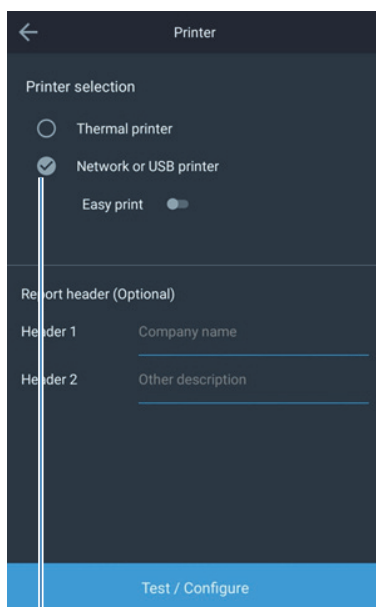 Printer
Printer selection
Thermal printer
Network or USB printer
Easy print
Report header (Optional)
Header 1 Company name
Header 2 Other description
Test / Configure